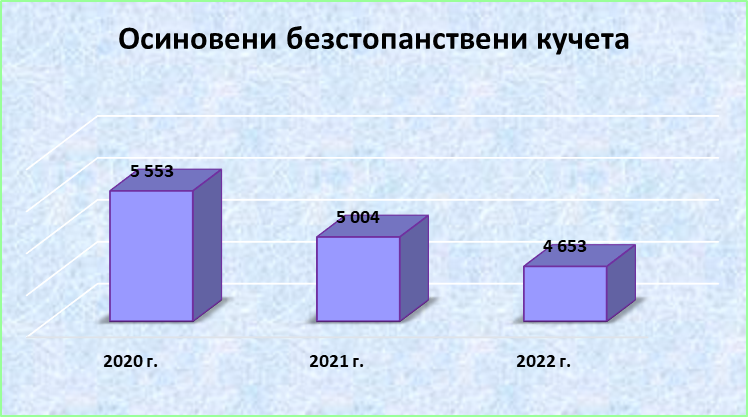 Осиновени безстопанствени кучета
5 553
5 004
4 653
2020 г.
2021 г.
2022 г.